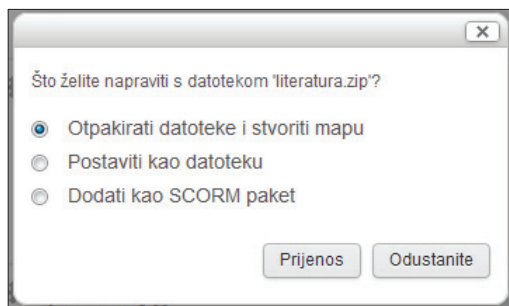 Što želite napraviti s datotekom 'literatura.zip'?
Otpakirati datoteke i stvoriti mapu
Postaviti kao datoteku
Dodati kao SCORM paket
Prijenos Odustanite